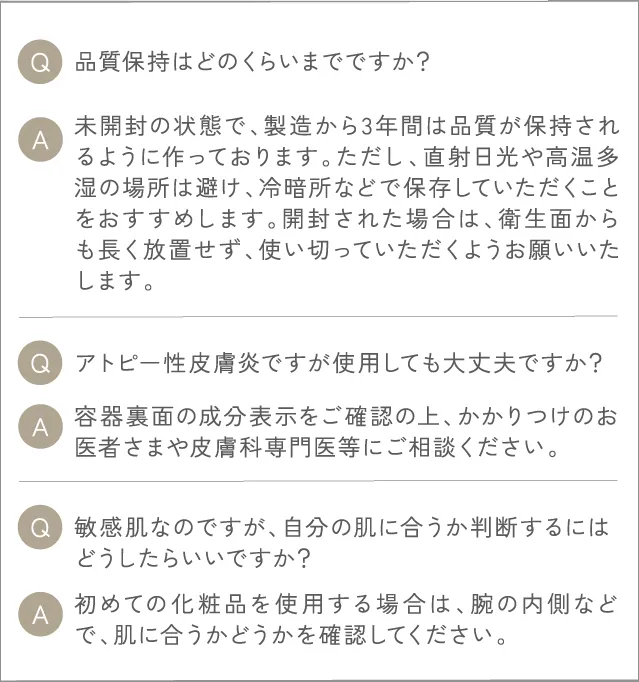 Q 品質保持はどのくらいまでですか？
A 未開封の状態で、製造から3年間は品質が保持され
るように作っております。ただし、直射日光や高温多
湿の場所は避け、冷暗所などで保存していただくこと
をおすすめします。開封された場合は、衛生面から
も長く放置せず、使い切っていただくようお願いいた
します。
Q アトピー性皮膚炎ですが使用しても大丈夫ですか？
A 容器裏面の成分表示をご確認の上、かかりつけのお
医者さまや皮膚科専門医等にご相談ください。
Q 敏感肌なのですが、自分の肌に合うか判断するには
どうしたらいいですか？
A 初めての化粧品を使用する場合は、腕の内側など
で、肌に合うかどうかを確認してください。